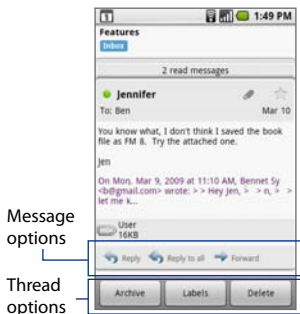 1:49 PM
Features
Inbox
2 read messages
Jennifer
To: Ben Mar 10
You know what, I don't think I saved the book
file as FM 8. Try the attached one.
Jen
On Mon, Mar 9, 2009 at 11:10 AM, Bennet Sy
<b@gmail.com> wrote: > > Hey Jen, > > n, > >
let me k...
User
16KB
Message
options
Reply Reply to all Forward
Thread
options
Archive Labels Delete